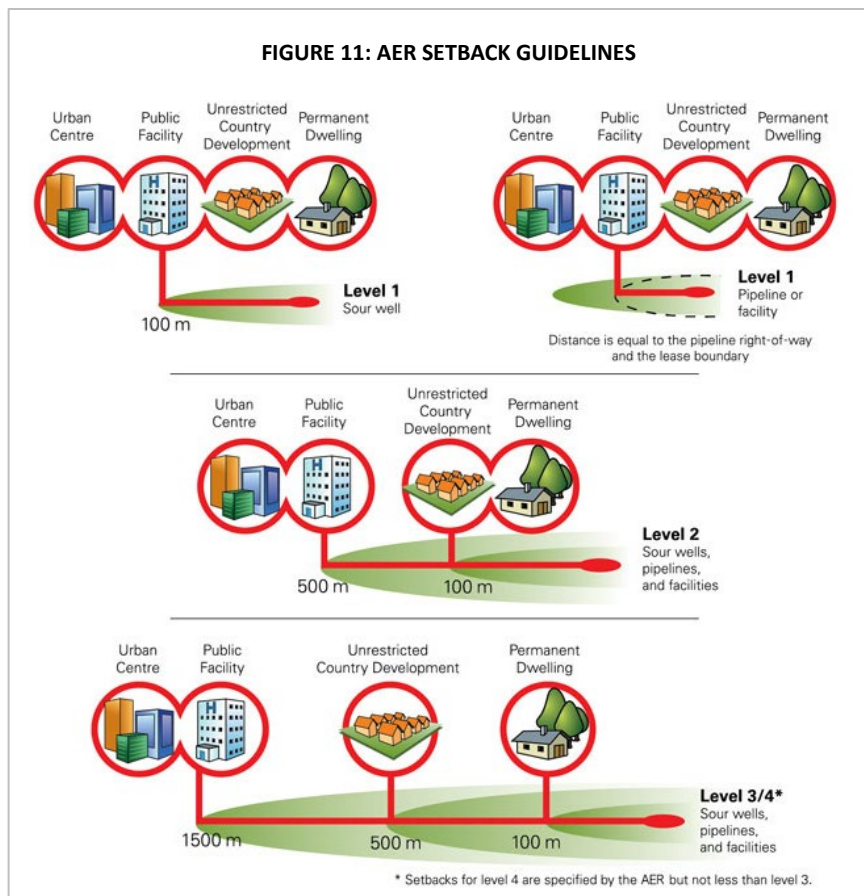 FIGURE 11: AER SETBACK GUIDELINES
Urban
Centre
Public
Facility
Unrestricted
Country
Development
Permanent
Dwelling
H
100 m
Level 1
Sour well
Urban
Centre
Public
Facility
Unrestricted
Country
Development
Permanent
Dwelling
H
Level 1
Pipeline or
facility
Distance is equal to the pipeline right-of-way
and the lease boundary
Urban
Centre
Public
Facility
Unrestricted
Country
Development
Permanent
Dwelling
H
500 m
100 m
Level 2
Sour wells,
pipelines,
and facilities
Urban
Centre
Public
Facility
Unrestricted
Country Development
Permanent
Dwelling
H
1500 m
500 m
100 m
Level 3/4*
Sour wells,
pipelines,
and facilities
* Setbacks for level 4 are specified by the AER but not less than level 3.